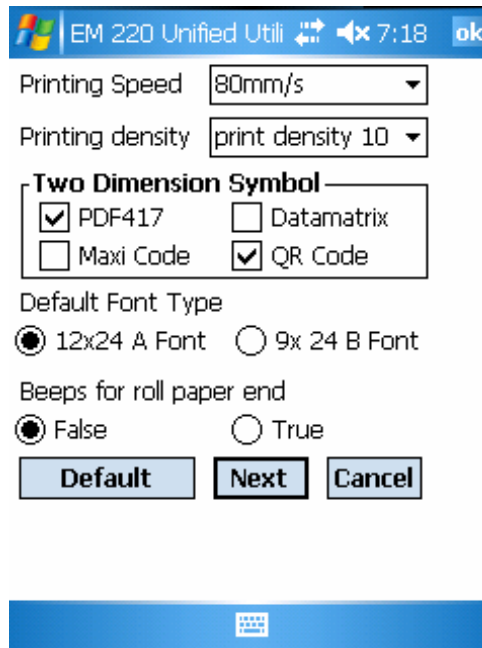 EM 220 Unified Utili 7:18 ok
Printing Speed 80mm/s
Printing density print density 10
Two Dimension Symbol
PDF417 Datamatrix
Maxi Code QR Code
Default Font Type
12x24 A Font 9x 24 B Font
Beeps for roll paper end
False True
Default Next Cancel